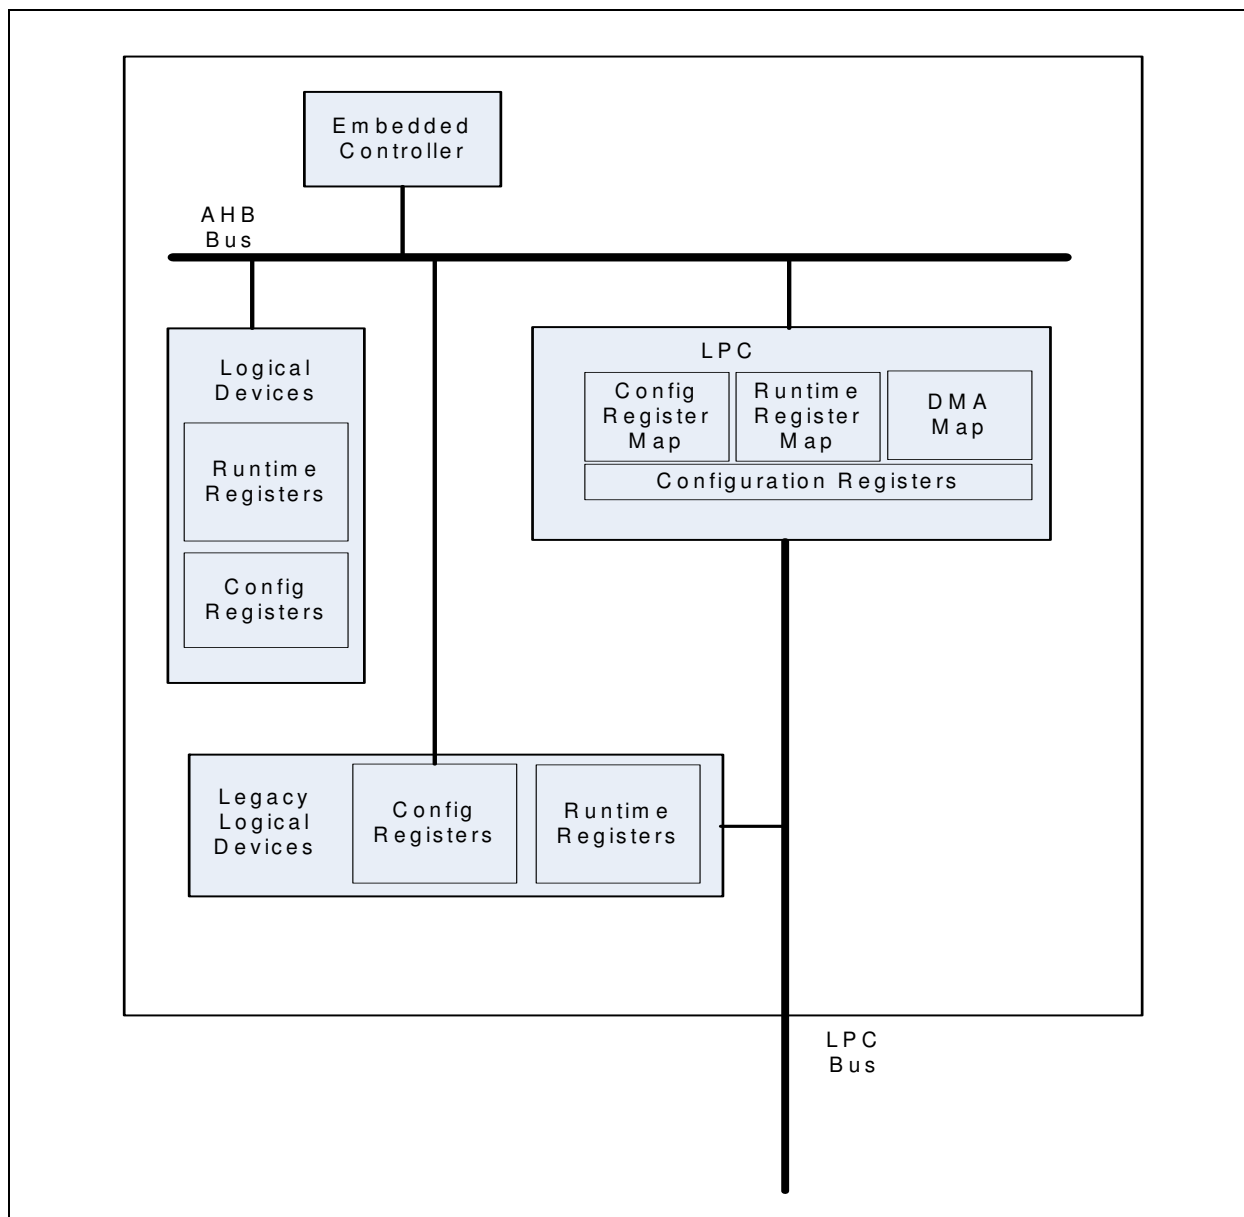 Embedded
Controller
AHB
Bus
Logical
Devices
Runtime
Registers
Config
Registers
LPC
Config
Register
Map
Runtime
Register
Map
DMA
Map
Configuration Registers
Legacy
Logical
Devices
Config
Registers
Runtime
Registers
LPC
Bus